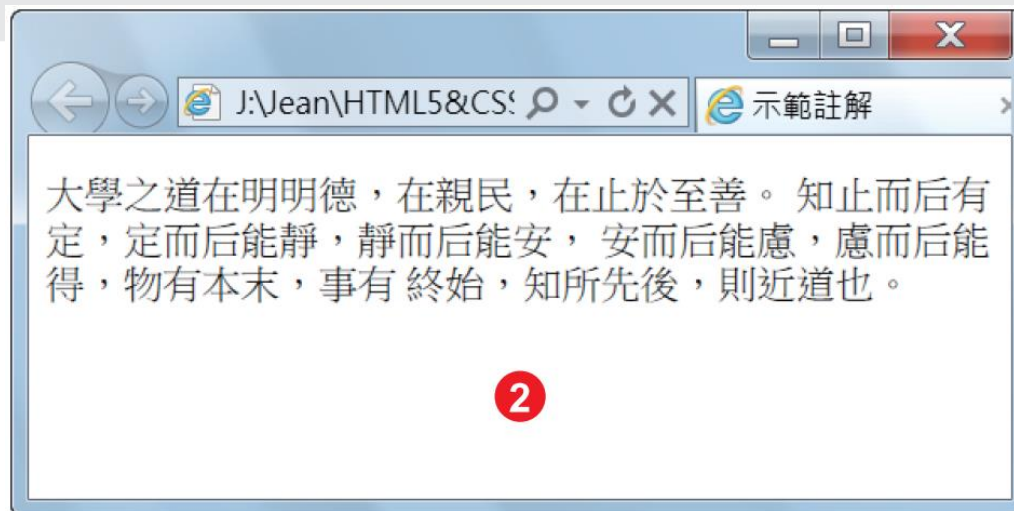 J:\Jean\HTML5&CS
示範註解
大學之道在明明德，在親民，在止於至善。 知止而后有
定，定而后能靜，靜而后能安， 安而后能慮，慮而后能
得，物有本末，事有 終始，知所先後，則近道也。
2